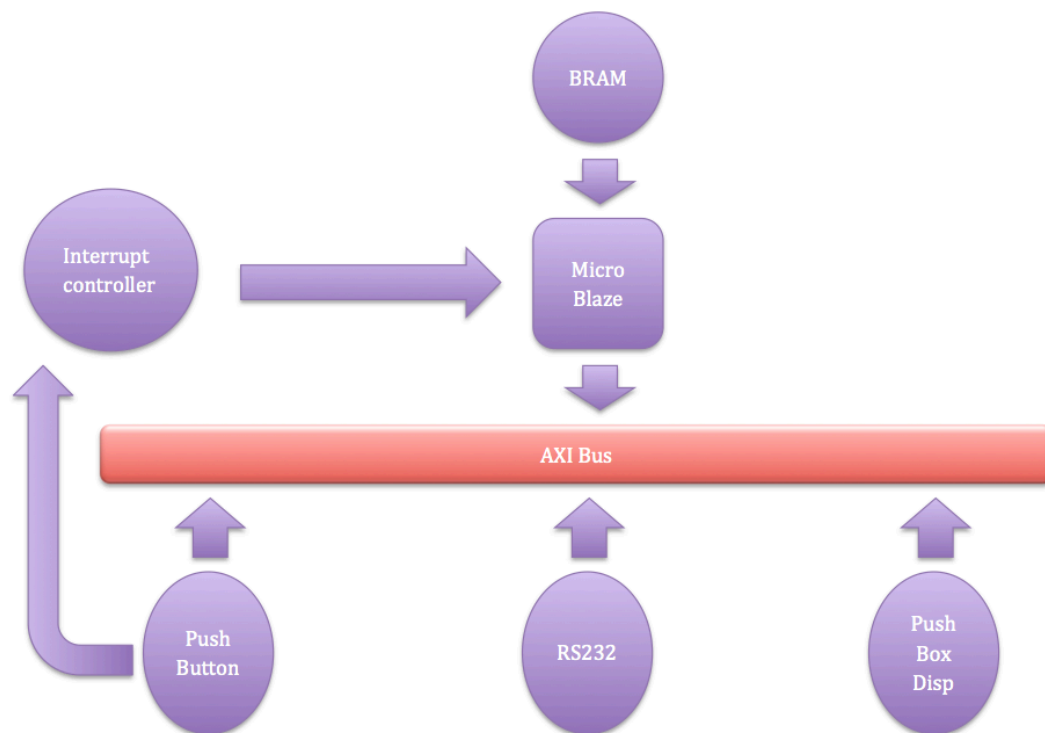 BRAM
Interrupt
controller
Micro
Blaze
AXI Bus
Push
Button
RS232
Push
Box
Disp